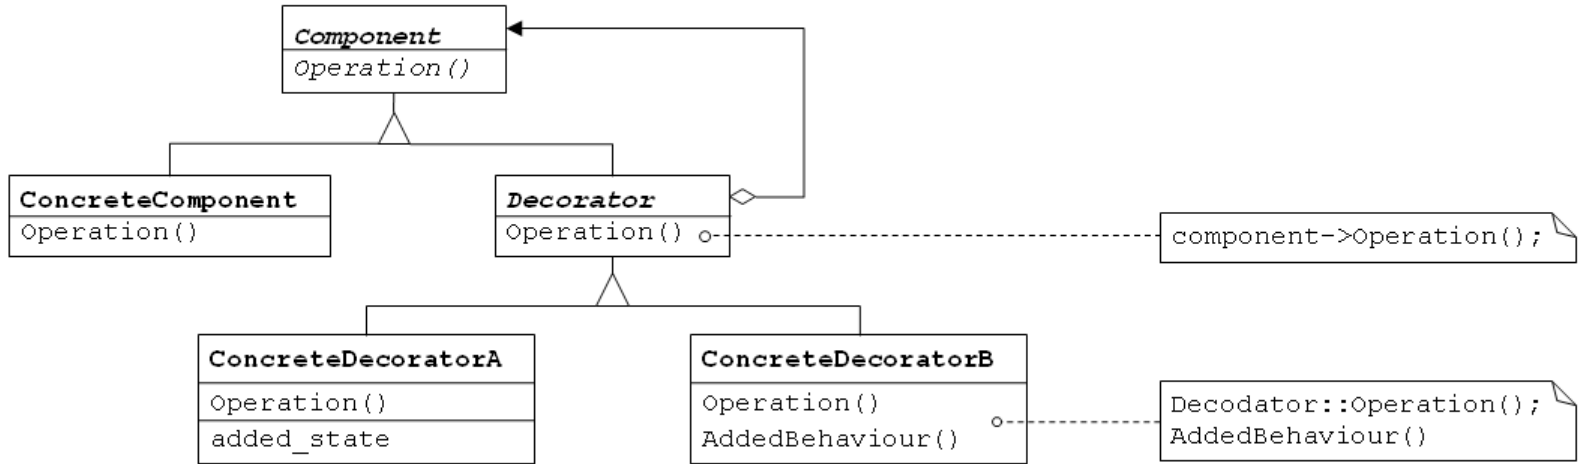 Component
Operation()
ConcreteComponent
Operation()
Decorator
Operation()
component->Operation();
ConcreteDecoratorA
Operation()
added_state
ConcreteDecoratorB
Operation()
AddedBehaviour()
Decodator::Operation();
AddedBehaviour()